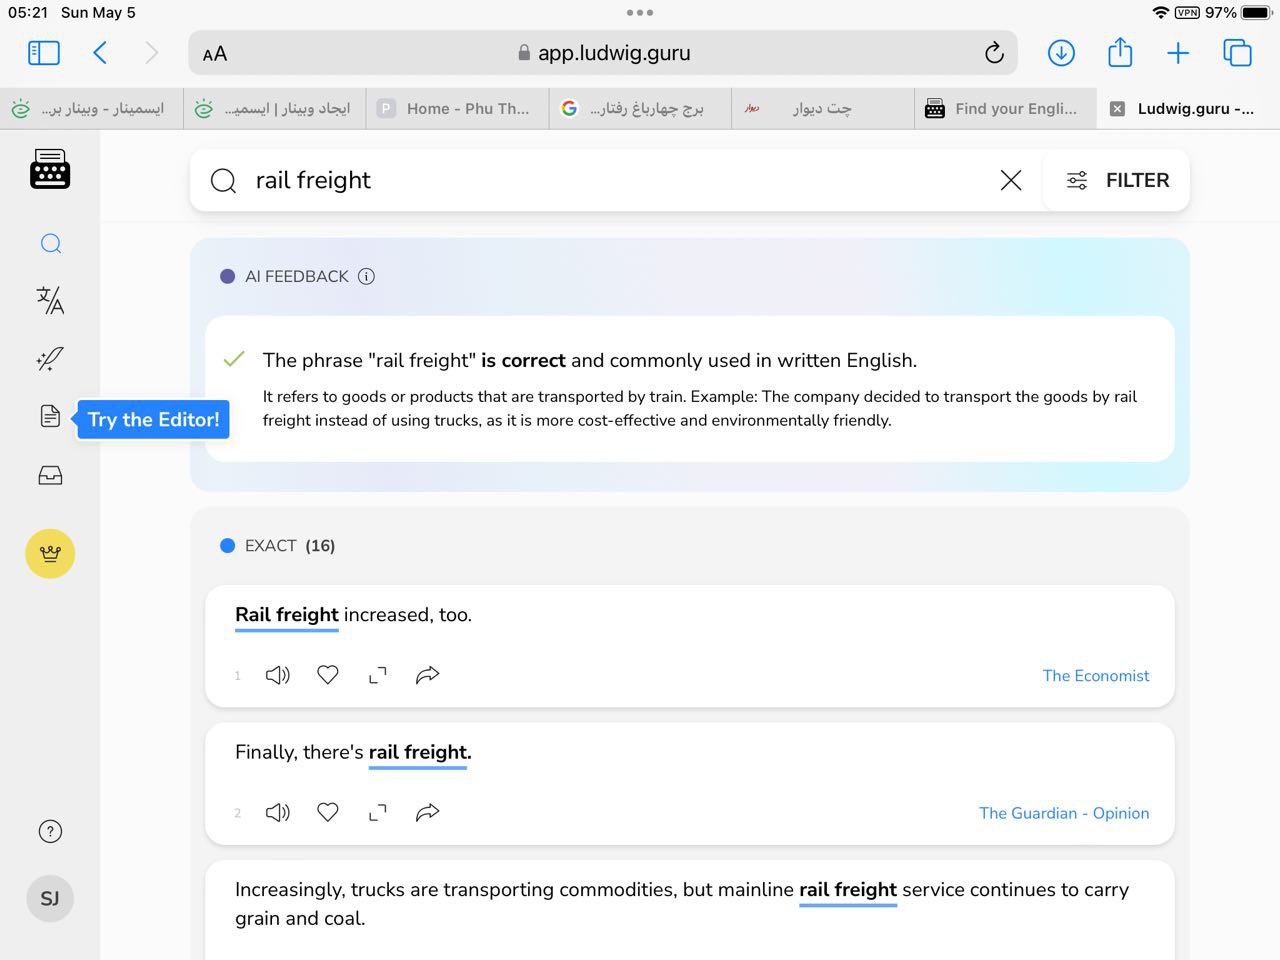 05:21 Sun May 5
VPN 97%
AA app.ludwig.guru
ایسمینار - وبینار بر...
ایجاد وبینار | ایسمیـ...
P Home - Phu Th...
G برج چهارباغ رفتار...
دیوار چت دیوار
Find your Engli...
Ludwig.guru -...
rail freight
FILTER
AI FEEDBACK
The phrase "rail freight" is correct and commonly used in written English.
It refers to goods or products that are transported by train. Example: The company decided to transport the goods by rail
freight instead of using trucks, as it is more cost-effective and environmentally friendly.
Try the Editor!
EXACT (16)
Rail freight increased, too.
1
The Economist
Finally, there's rail freight.
2
The Guardian - Opinion
Increasingly, trucks are transporting commodities, but mainline rail freight service continues to carry
grain and coal.
?
SJ